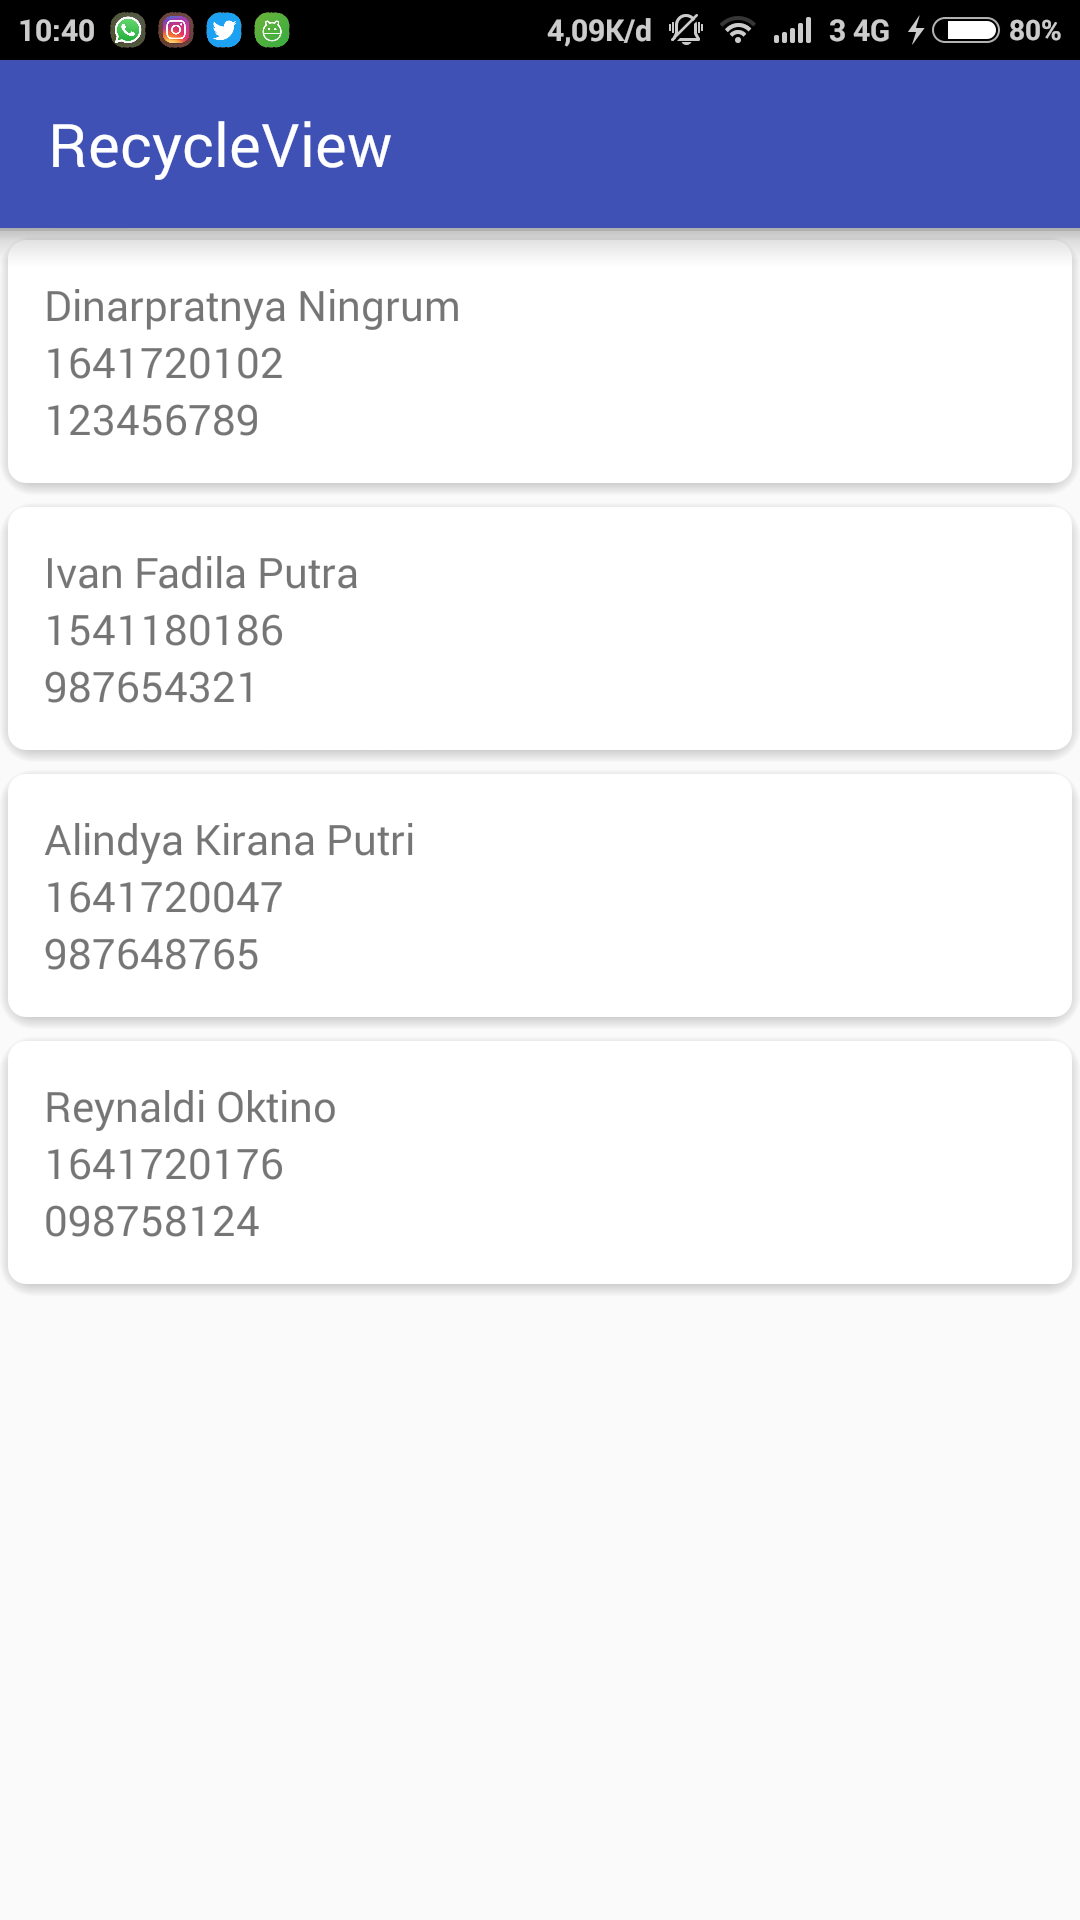 10:40 4,09K/d 3 4G 80%
RecycleView
Dinarpratnya Ningrum
1641720102
123456789
Ivan Fadila Putra
1541180186
987654321
Alindya Kirana Putri
1641720047
987648765
Reynaldi Oktino
1641720176
098758124